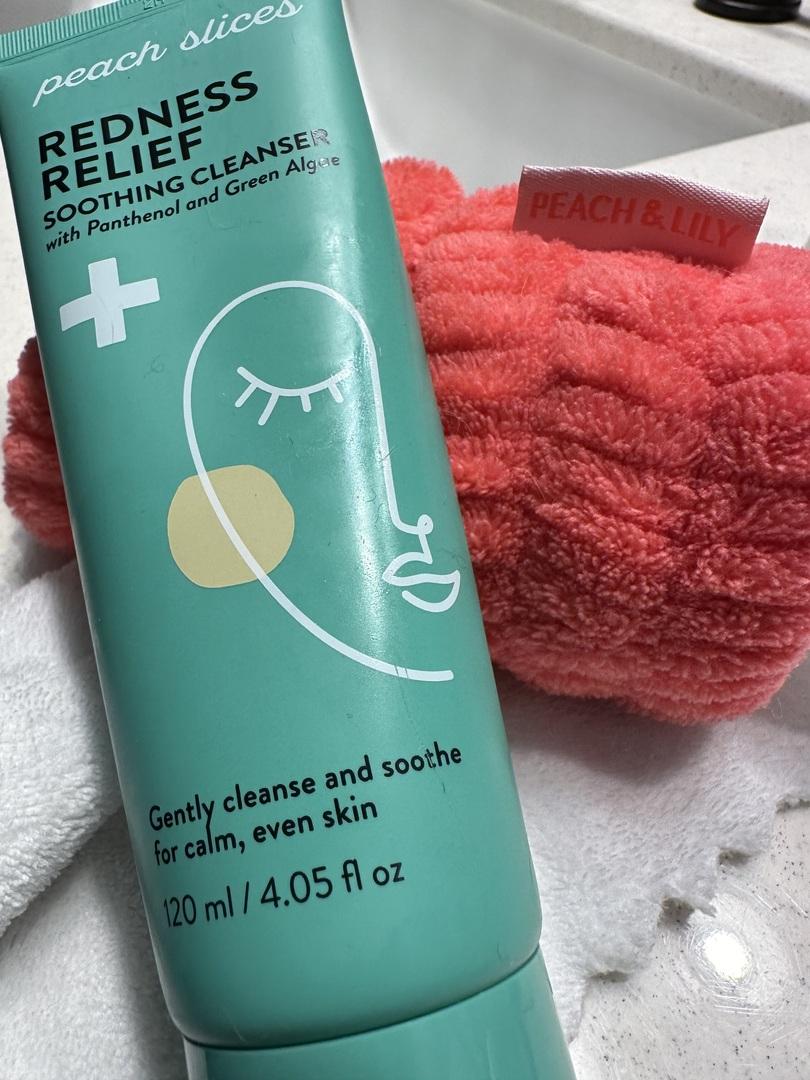 peach slices
REDNESS
RELIEF
SOOTHING CLEANSER
with Panthenol and Green Algae
PEACH & LILY
Gently cleanse and soothe
for calm, even skin
120 ml / 4.05 fl oz